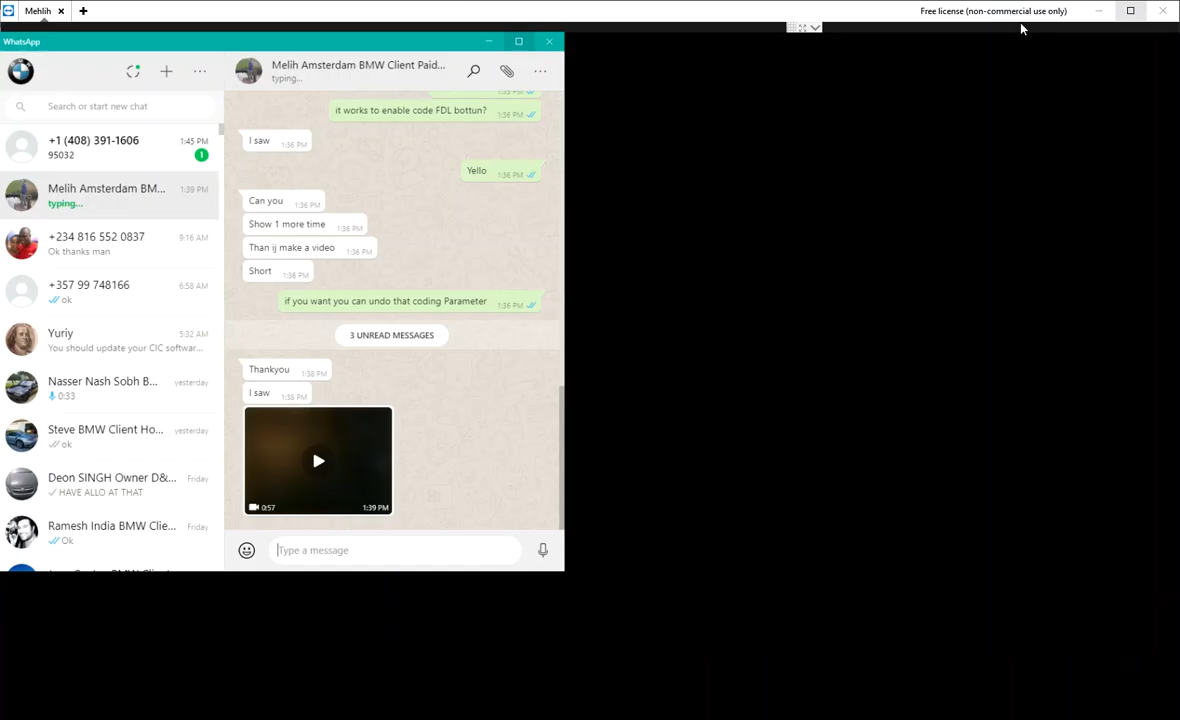 Mehlih
Free license (non-commercial use only)
WhatsApp
Melih Amsterdam BMW Client Paid...
typing...
Search or start new chat
+1 (408) 391-1606
1:45 PM
95032
1
Melih Amsterdam BM...
1:39 PM
typing...
+234 816 552 0837
9:16 AM
Ok thanks man
+357 99 748166
6:58 AM
ok
Yuriy
5:32 AM
You should update your CIC softwar...
Nasser Nash Sobh B...
yesterday
0:33
Steve BMW Client Ho...
yesterday
ok
Deon SINGH Owner D&...
Friday
HAVE ALLO AT THAT
Ramesh India BMW Clie...
Friday
Ok
it works to enable code FDL bottun?
1:36 PM
I saw
1:36 PM
Yello
1:36 PM
Can you
1:36 PM
Show 1 more time
1:36 PM
Than ij make a video
1:36 PM
Short
1:36 PM
if you want you can undo that coding Parameter
1:36 PM
3 UNREAD MESSAGES
Thankyou
1:38 PM
I saw
1:38 PM
0:57
1:39 PM
Type a message